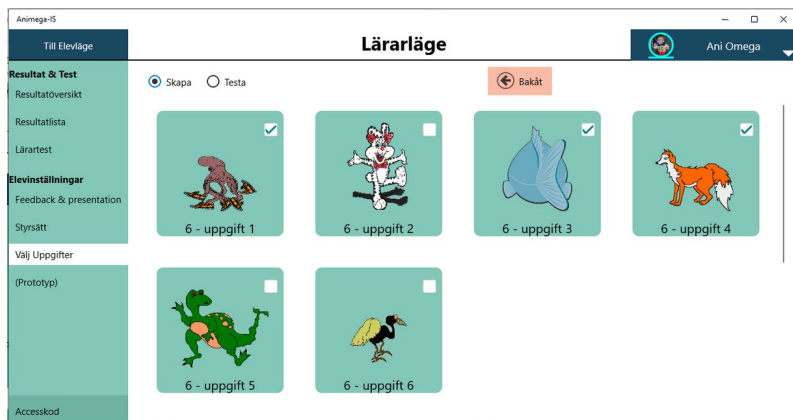 Animega-IS
Till Elevläge
Lärarläge
Ani Omega
Resultat & Test
Resultatöversikt
Resultatlista
Lärartest
Elevinställningar
Feedback & presentation
Styrsätt
Välj Uppgifter
(Prototyp)
Accesskod
Skapa
Testa
Bakåt
6 - uppgift 1
6 - uppgift 2
6 - uppgift 3
6 - uppgift 4
6 - uppgift 5
6 - uppgift 6